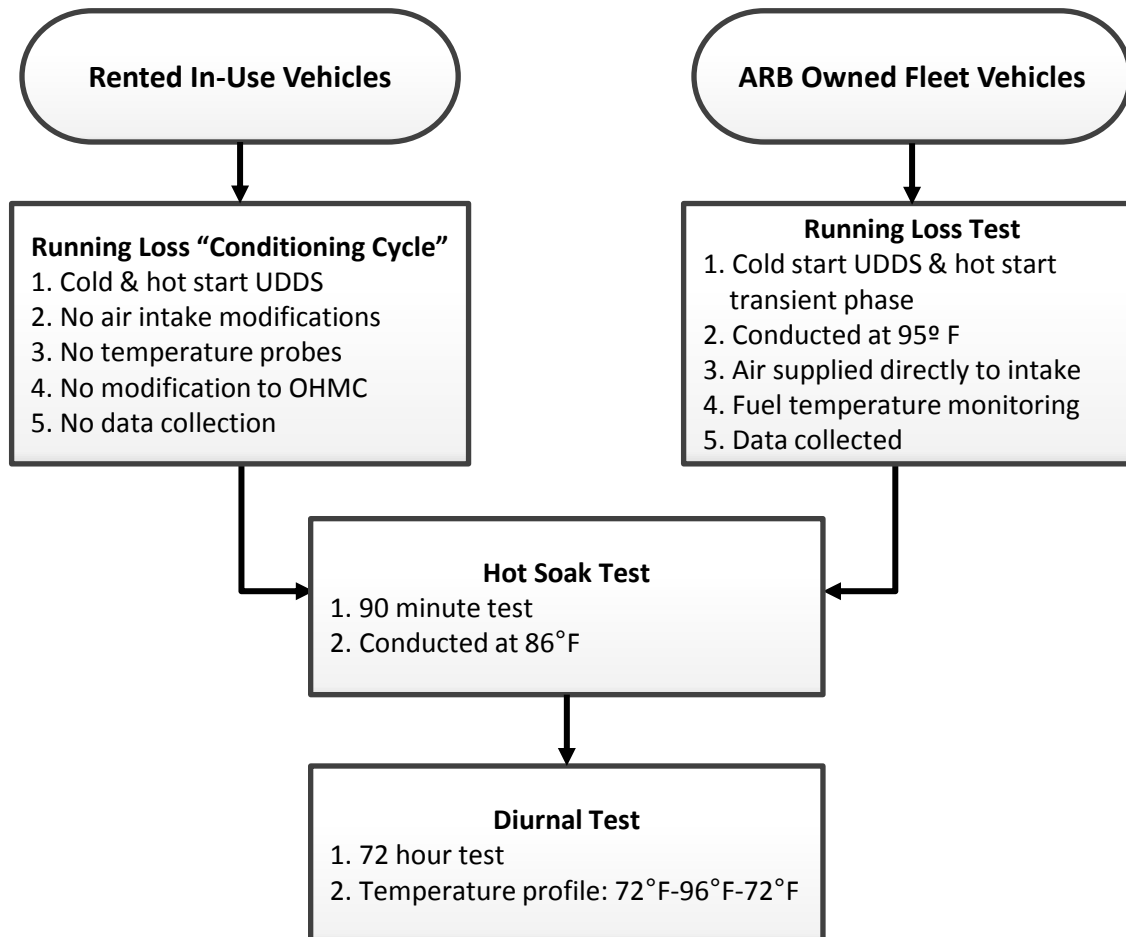 Rented In-Use Vehicles
ARB Owned Fleet Vehicles
Running Loss “Conditioning Cycle”
1. Cold & hot start UDDS
2. No air intake modifications
3. No temperature probes
4. No modification to OHMC
5. No data collection
Running Loss Test
1. Cold start UDDS & hot start
transient phase
2. Conducted at 95º F
3. Air supplied directly to intake
4. Fuel temperature monitoring
5. Data collected
Hot Soak Test
1. 90 minute test
2. Conducted at 86°F
Diurnal Test
1. 72 hour test
2. Temperature profile: 72°F-96°F-72°F